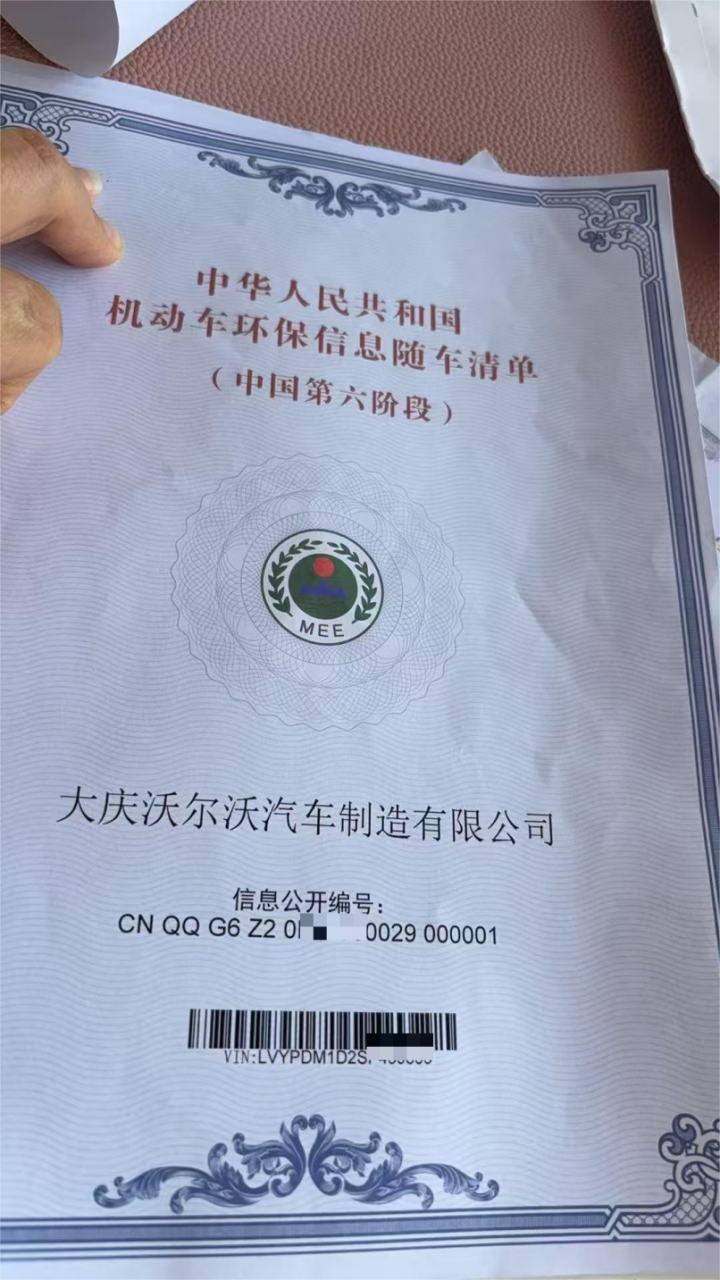 中华人民共和国
机动车环保信息随车清单
（中国第六阶段）
MEE
大庆沃尔沃汽车制造有限公司
信息公开编号：
CN QQ G6 Z2 0 0029 000001
VIN:LVYPDM1D2S